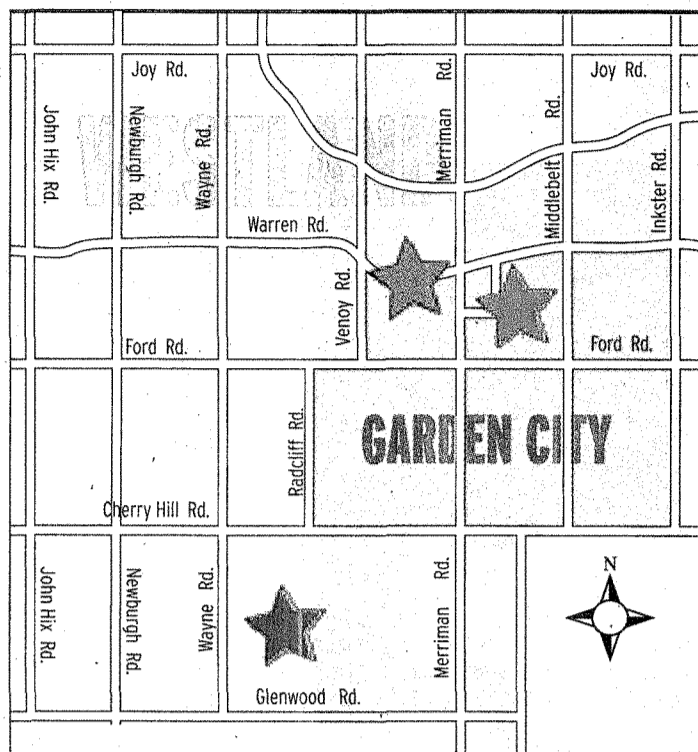 Joy Rd.
Joy Rd.
John Hix Rd.
Newburgh Rd.
Wayne Rd.
Merriman Rd.
Middlebelt Rd.
Inkster Rd.
WESTLAND
Warren Rd.
Venoy Rd.
Ford Rd.
Ford Rd.
Radcliff Rd.
GARDEN CITY
Cherry Hill Rd.
John Hix Rd.
Newburgh Rd.
Wayne Rd.
Merriman Rd.
N
Glenwood Rd.